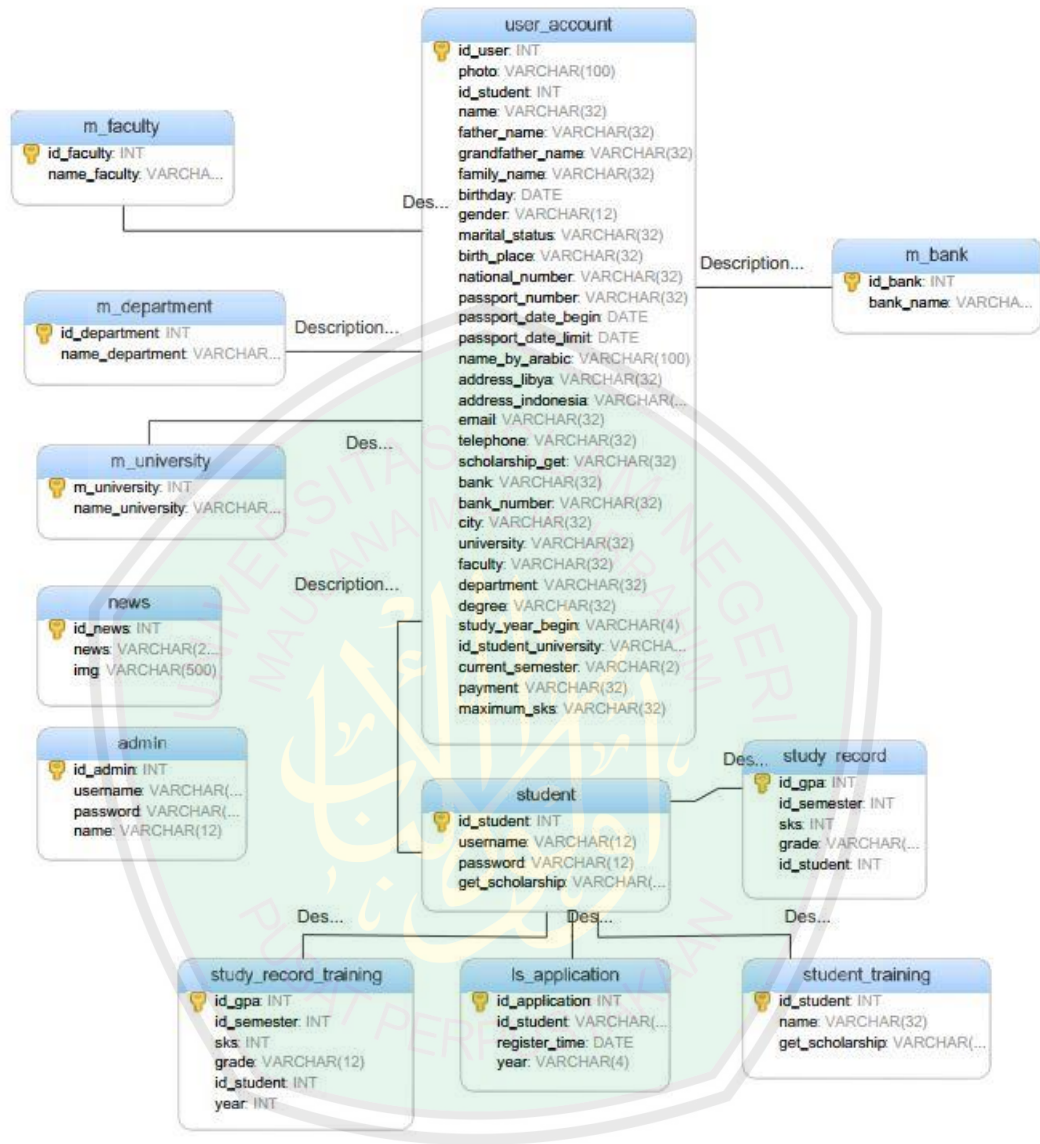 user_account
id_user: INT
photo: VARCHAR(100)
id_student: INT
name: VARCHAR(32)
father_name: VARCHAR(32)
grandfather_name: VARCHAR(32)
family_name: VARCHAR(32)
birthday: DATE
gender: VARCHAR(12)
marital_status: VARCHAR(32)
birth_place: VARCHAR(32)
national_number: VARCHAR(32)
passport_number: VARCHAR(32)
passport_date_begin: DATE
passport_date_limit: DATE
name_by_arabic: VARCHAR(100)
address_libya: VARCHAR(32)
address_indonesia: VARCHAR(...
email: VARCHAR(32)
telephone: VARCHAR(32)
scholarship_get: VARCHAR(32)
bank: VARCHAR(32)
bank_number: VARCHAR(32)
city: VARCHAR(32)
university: VARCHAR(32)
faculty: VARCHAR(32)
department: VARCHAR(32)
degree: VARCHAR(32)
study_year_begin: VARCHAR(4)
id_student_university: VARCHA...
current_semester: VARCHAR(2)
payment: VARCHAR(32)
maximum_sks: VARCHAR(32)
m_faculty
id_faculty: INT
name_faculty: VARCHA...
Des...
m_department
id_department: INT
name_department: VARCHAR...
Description...
m_university
m_university: INT
name_university: VARCHAR...
Des...
m_bank
id_bank: INT
bank_name: VARCHA...
Description...
news
id_news: INT
news: VARCHAR(2...
img: VARCHAR(500)
Description...
admin
id_admin: INT
username: VARCHAR(...
password: VARCHAR(...
name: VARCHAR(12)
student
id_student: INT
username: VARCHAR(12)
password: VARCHAR(12)
get_scholarship: VARCHAR(...
Des...
study_record
id_gpa: INT
id_semester: INT
sks: INT
grade: VARCHAR(...
id_student: INT
Des...
Des...
Des...
study_record_training
id_gpa: INT
id_semester: INT
sks: INT
grade: VARCHAR(12)
id_student: INT
year: INT
ls_application
id_application: INT
id_student: VARCHAR(...
register_time: DATE
year: VARCHAR(4)
student_training
id_student: INT
name: VARCHAR(32)
get_scholarship: VARCHAR(...
UNIVERSITAS ISLAM NEGERI
MAULANA MALIK IBRAHIM
PUSAT PERPUSTAKAAN